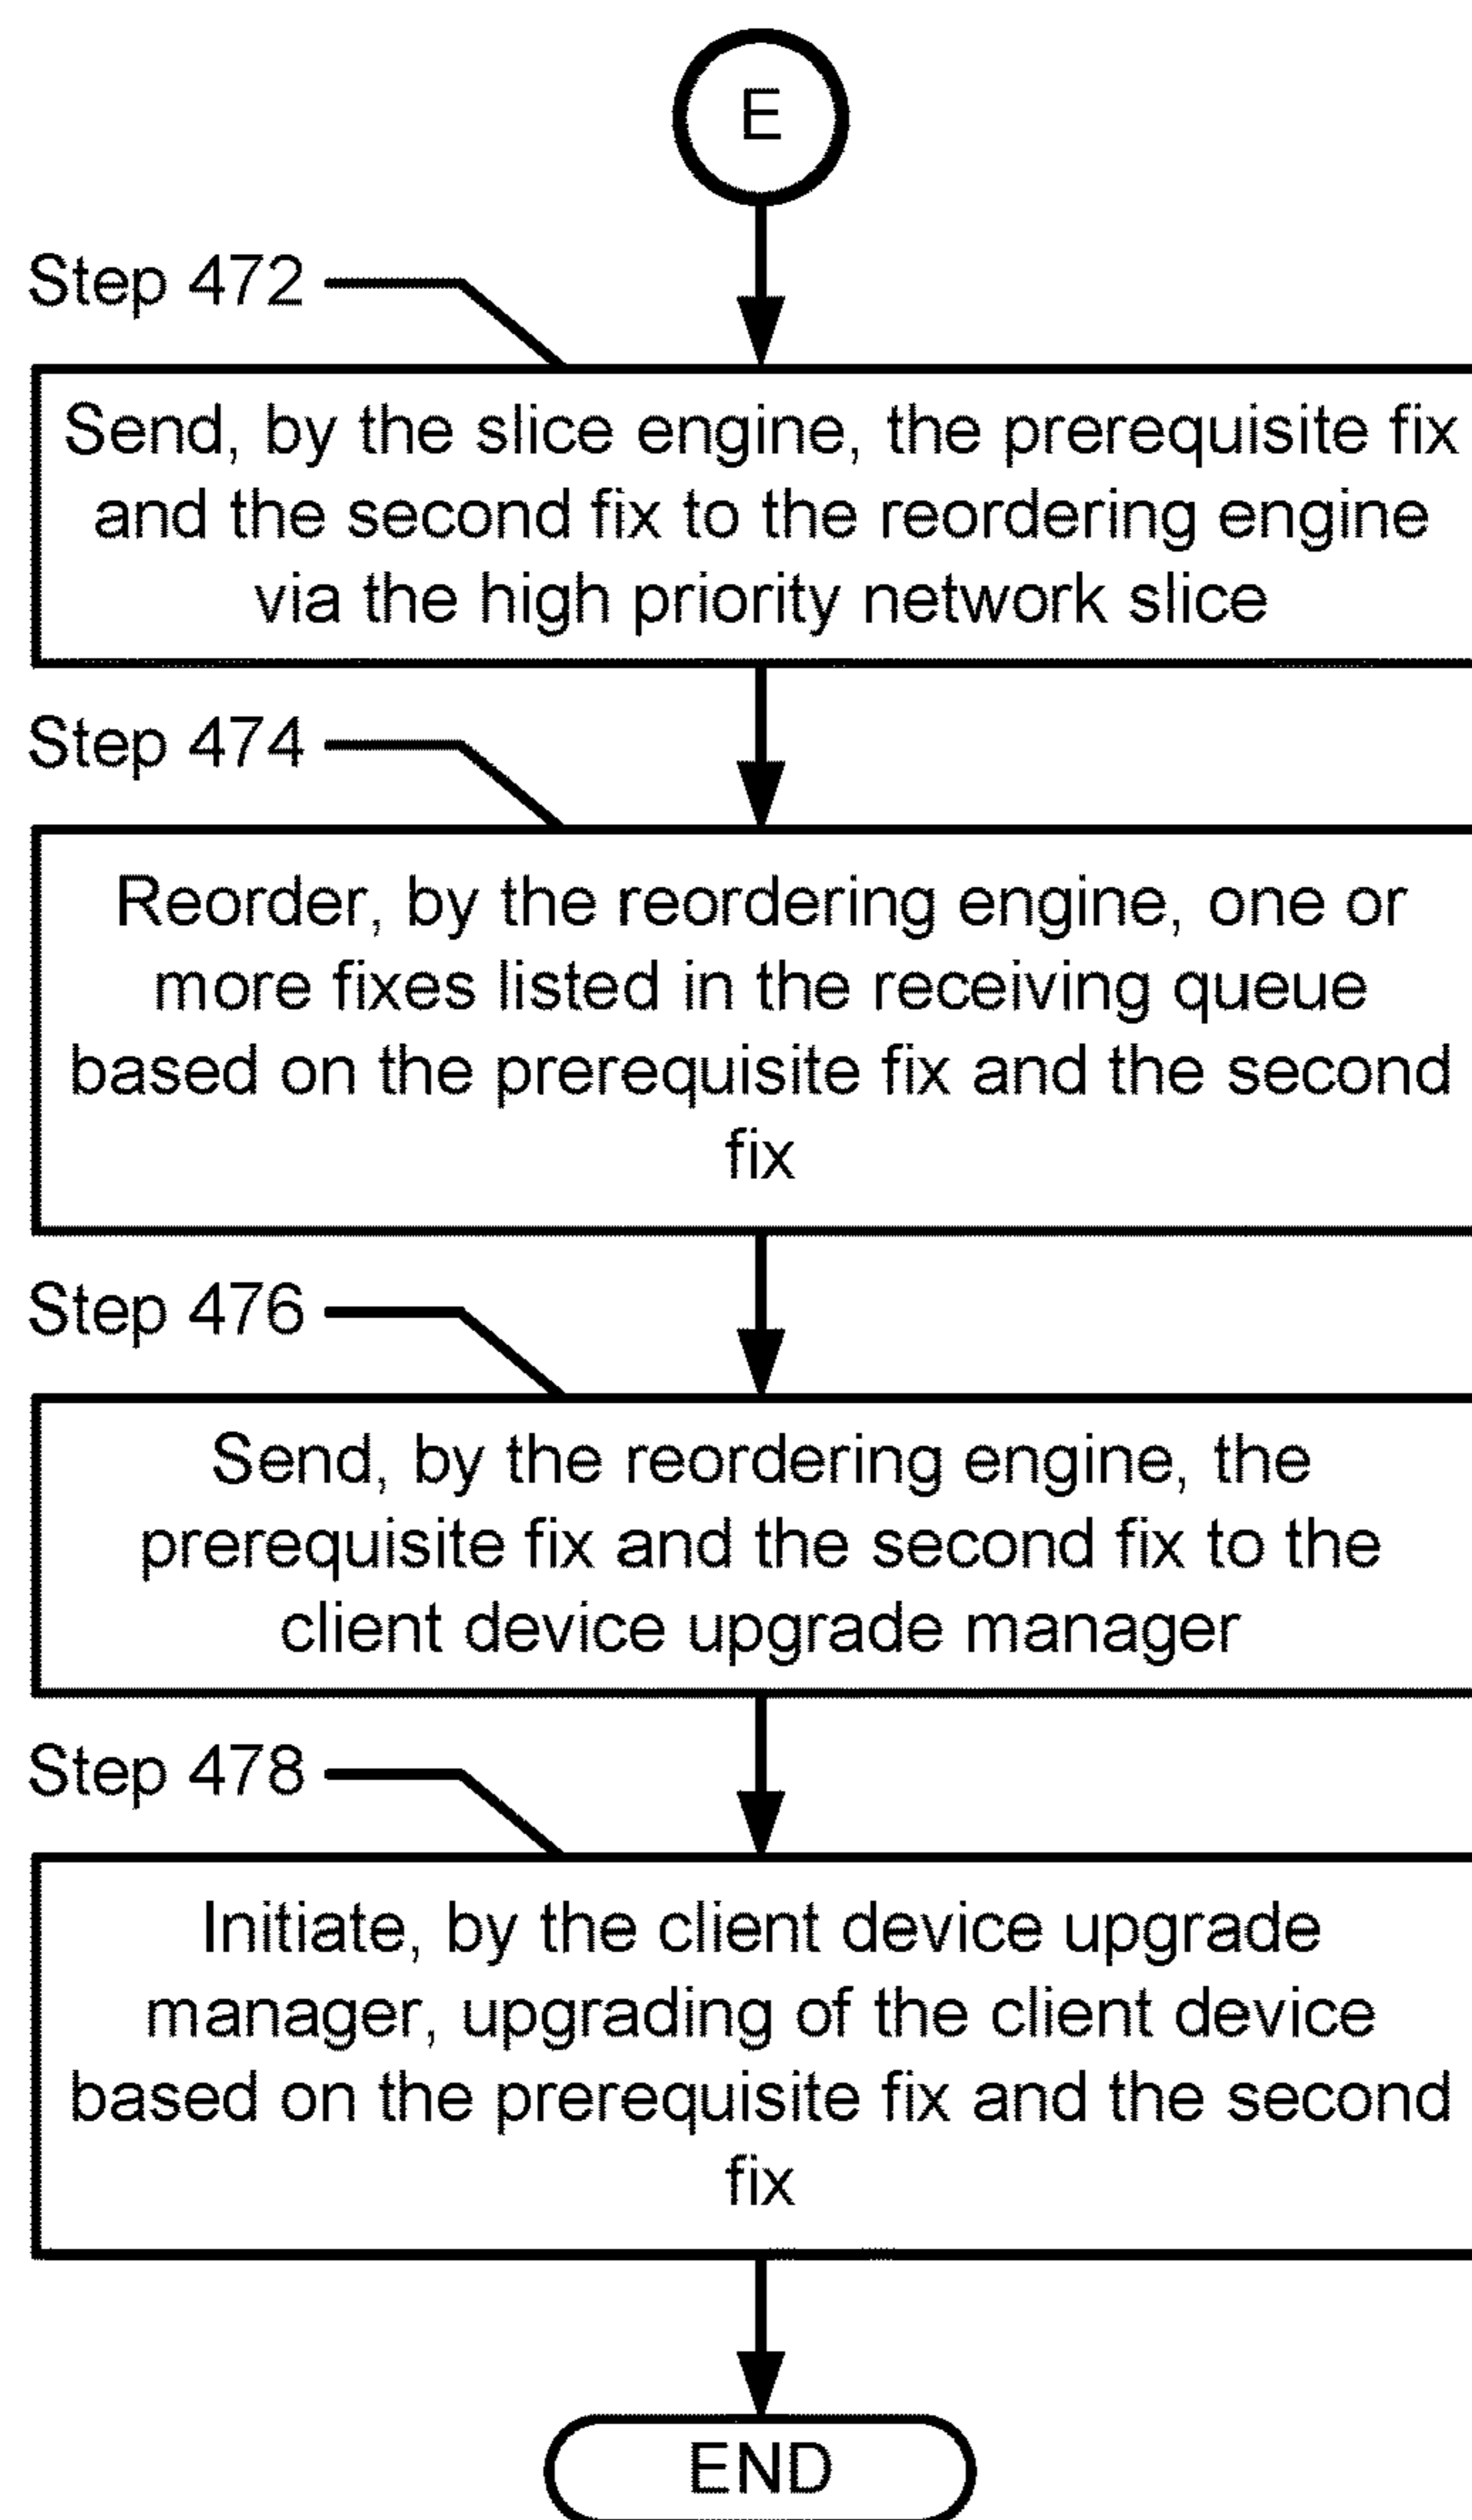 E
Step 472
Send, by the slice engine, the prerequisite fix
and the second fix to the reordering engine
via the high priority network slice
Step 474
Reorder, by the reordering engine, one or
more fixes listed in the receiving queue
based on the prerequisite fix and the second
fix
Step 476
Send, by the reordering engine, the
prerequisite fix and the second fix to the
client device upgrade manager
Step 478
Initiate, by the client device upgrade
manager, upgrading of the client device
based on the prerequisite fix and the second
fix
END